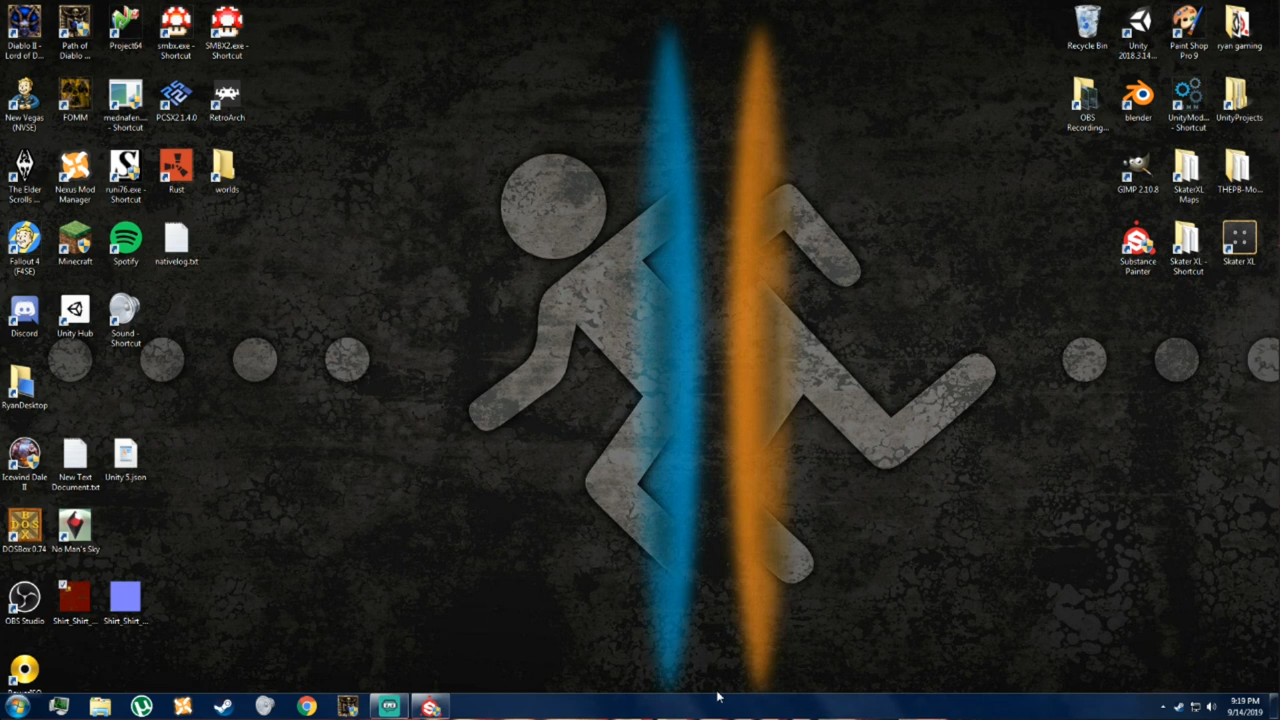 Diablo II -
Lord of D...
Path of
Diablo ...
Project64
smbx.exe -
Shortcut
SMBX2.exe -
Shortcut
Recycle Bin
Unity
2018.3.14...
Paint Shop
Pro 9
ryan gaming
New Vegas
(NVSE)
FOMM
mednafen....
- Shortcut
PCSX2 1.4.0
RetroArch
OBS
Recording...
blender
UnityMod...
- Shortcut
UnityProjects
The Elder
Scrolls ...
Nexus Mod
Manager
runi76.exe -
Shortcut
Rust
worlds
GIMP 2.10.8
SkaterXL
Maps
THEPB-Mo...
Fallout 4
(F4SE)
Minecraft
Spotify
nativelog.txt
Substance
Painter
Skater XL -
Shortcut
Skater XL
Discord
Unity Hub
Sound -
Shortcut
RyanDesktop
Icewind Dale
II
New Text
Document.txt
Unity 5.json
DOSBox 0.74
No Man's Sky
OBS Studio
Shirt_Shirt_...
Shirt_Shirt_...
PowerISO
9:19 PM
9/14/2019